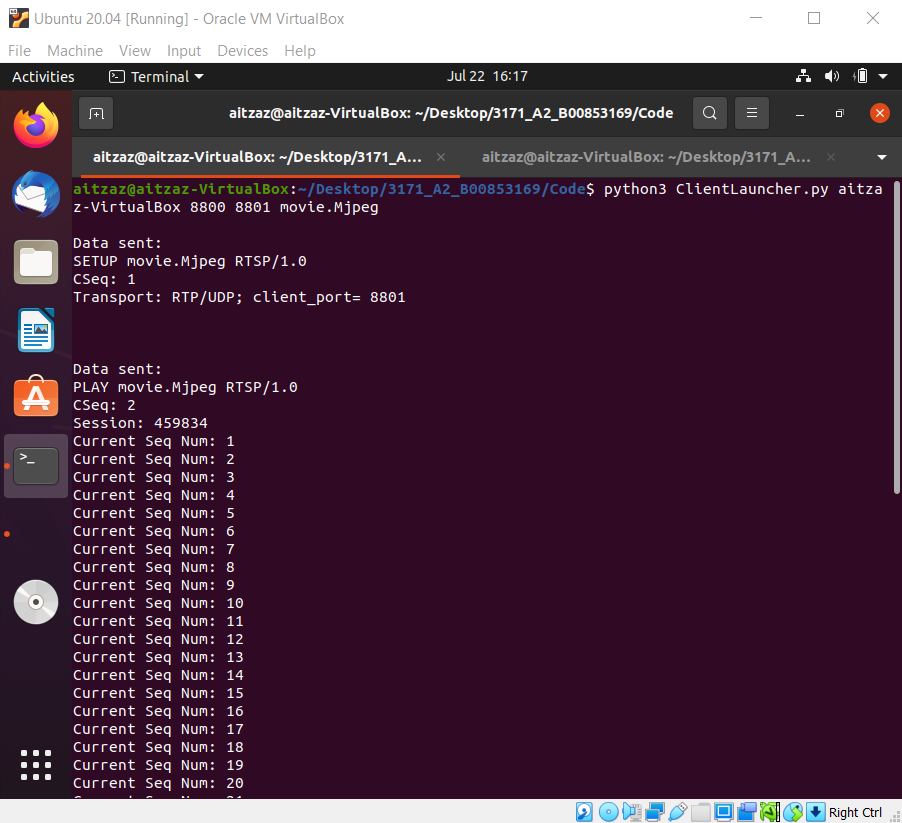 Ubuntu 20.04 [Running] - Oracle VM VirtualBox
File Machine View Input Devices Help
Activities Terminal Jul 22 16:17
aitzaz@aitzaz-VirtualBox: ~/Desktop/3171_A2_B00853169/Code
aitzaz@aitzaz-VirtualBox: ~/Desktop/3171_A... aitzaz@aitzaz-VirtualBox: ~/Desktop/3171_A...
aitzaz@aitzaz-VirtualBox:~/Desktop/3171_A2_B00853169/Code$ python3 ClientLauncher.py aitza
z-VirtualBox 8800 8801 movie.Mjpeg
Data sent:
SETUP movie.Mjpeg RTSP/1.0
CSeq: 1
Transport: RTP/UDP; client_port= 8801
Data sent:
PLAY movie.Mjpeg RTSP/1.0
CSeq: 2
Session: 459834
Current Seq Num: 1
Current Seq Num: 2
Current Seq Num: 3
Current Seq Num: 4
Current Seq Num: 5
Current Seq Num: 6
Current Seq Num: 7
Current Seq Num: 8
Current Seq Num: 9
Current Seq Num: 10
Current Seq Num: 11
Current Seq Num: 12
Current Seq Num: 13
Current Seq Num: 14
Current Seq Num: 15
Current Seq Num: 16
Current Seq Num: 17
Current Seq Num: 18
Current Seq Num: 19
Current Seq Num: 20
Right Ctrl